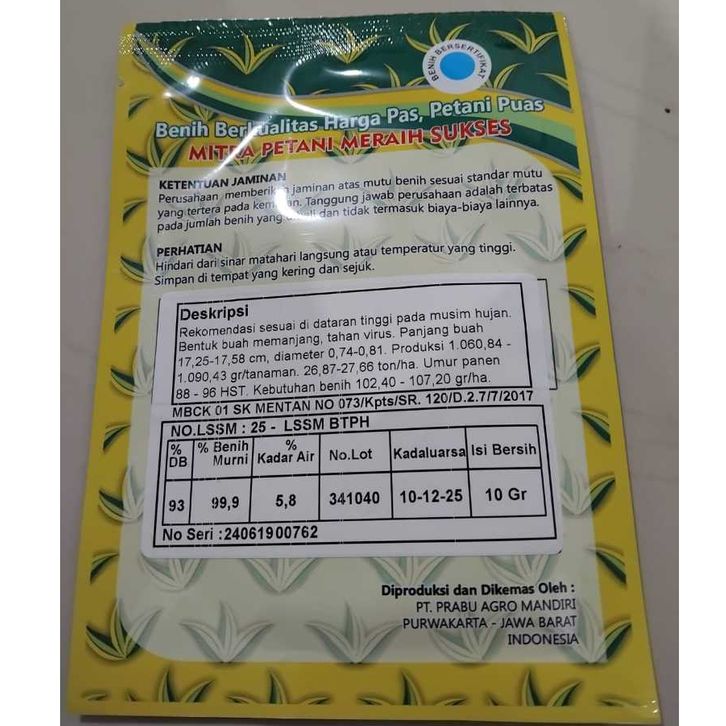 BENIH BERSERTIFIKAT
Benih Berkualitas Harga Pas, Petani Puas
MITRA PETANI MERAIH SUKSES
KETENTUAN JAMINAN
Perusahaan memberikan jaminan atas mutu benih sesuai standar mutu
yang tertera pada kemasan. Tanggung jawab perusahaan adalah terbatas
pada jumlah benih yang dibeli dan tidak termasuk biaya-biaya lainnya.
PERHATIAN
Hindari dari sinar matahari langsung atau temperatur yang tinggi.
Simpan di tempat yang kering dan sejuk.
Deskripsi
Rekomendasi sesuai di dataran tinggi pada musim hujan.
Bentuk buah memanjang, tahan virus. Panjang buah
17,25-17,58 cm, diameter 0,74-0,81. Produksi 1.060,84 -
1.090,43 gr/tanaman. 26,87-27,66 ton/ha. Umur panen
88 - 96 HST. Kebutuhan benih 102,40 - 107,20 gr/ha.
MBCK 01 SK MENTAN NO 073/Kpts/SR. 120/D.2.7/7/2017
NO.LSSM : 25 - LSSM BTPH
% DB % Benih Murni % Kadar Air No.Lot Kadaluarsa Isi Bersih
93 99,9 5,8 341040 10-12-25 10 Gr
No Seri :24061900762
Diproduksi dan Dikemas Oleh :
PT. PRABU AGRO MANDIRI
PURWAKARTA - JAWA BARAT
INDONESIA